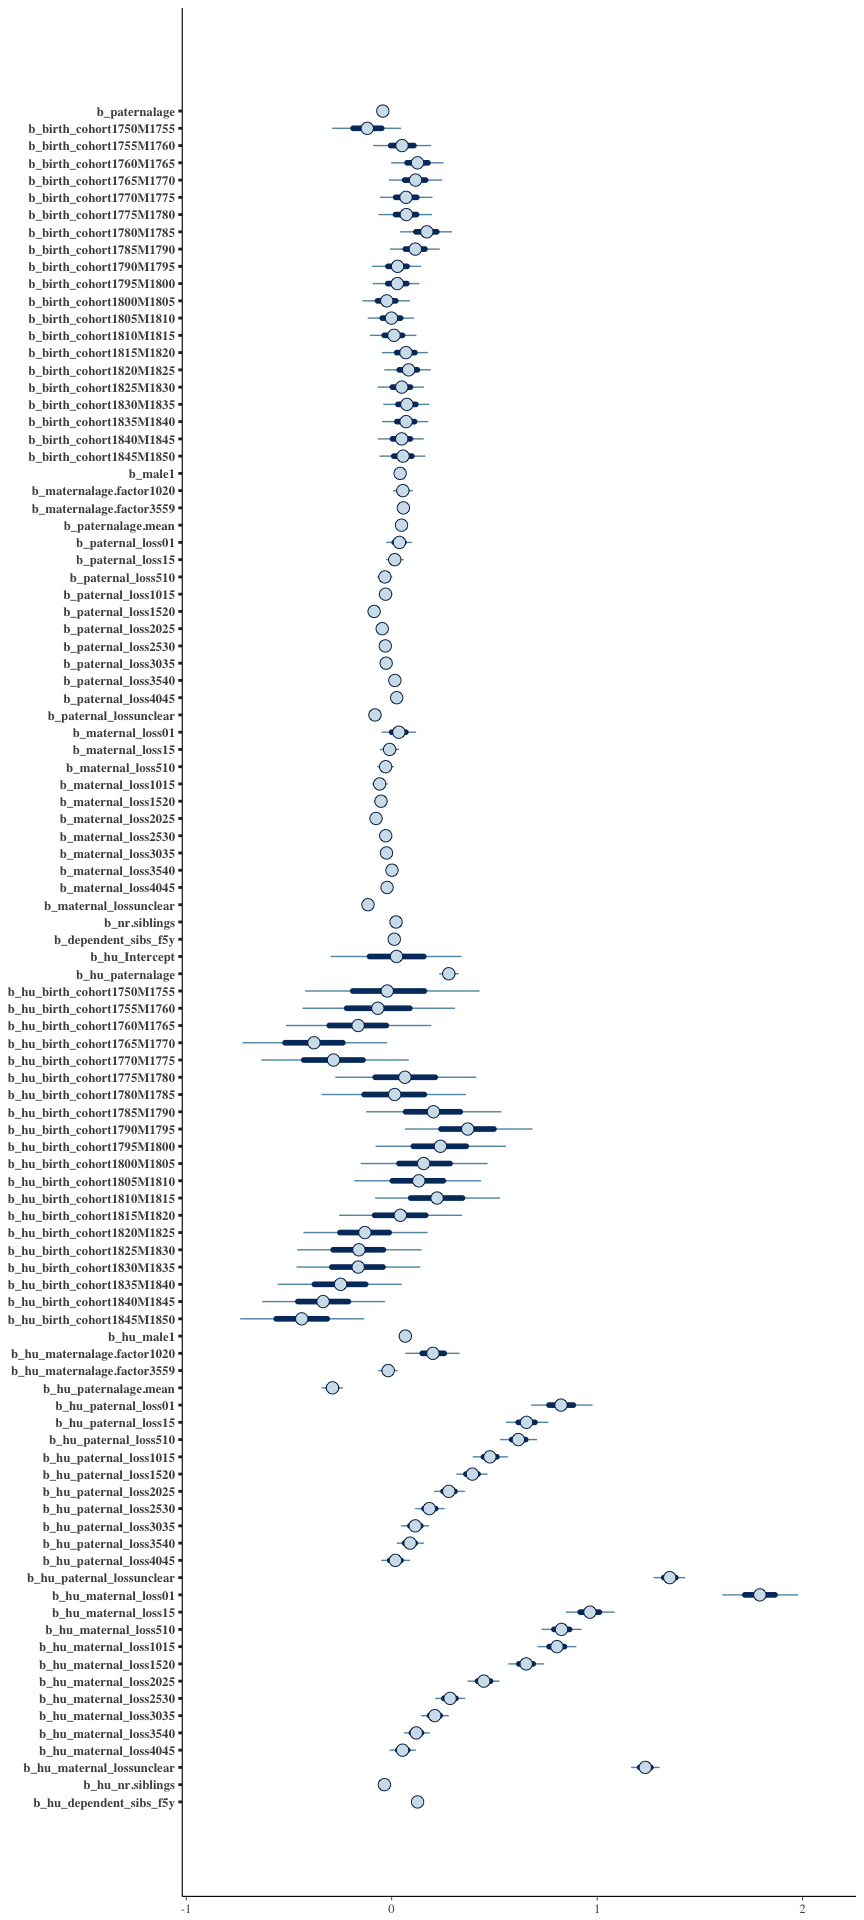 b_paternalage
b_birth_cohort1750M1755
b_birth_cohort1755M1760
b_birth_cohort1760M1765
b_birth_cohort1765M1770
b_birth_cohort1770M1775
b_birth_cohort1775M1780
b_birth_cohort1780M1785
b_birth_cohort1785M1790
b_birth_cohort1790M1795
b_birth_cohort1795M1800
b_birth_cohort1800M1805
b_birth_cohort1805M1810
b_birth_cohort1810M1815
b_birth_cohort1815M1820
b_birth_cohort1820M1825
b_birth_cohort1825M1830
b_birth_cohort1830M1835
b_birth_cohort1835M1840
b_birth_cohort1840M1845
b_birth_cohort1845M1850
b_male1
b_maternalage.factor1020
b_maternalage.factor3559
b_paternalage.mean
b_paternal_loss01
b_paternal_loss15
b_paternal_loss510
b_paternal_loss1015
b_paternal_loss1520
b_paternal_loss2025
b_paternal_loss2530
b_paternal_loss3035
b_paternal_loss3540
b_paternal_loss4045
b_paternal_lossunclear
b_maternal_loss01
b_maternal_loss15
b_maternal_loss510
b_maternal_loss1015
b_maternal_loss1520
b_maternal_loss2025
b_maternal_loss2530
b_maternal_loss3035
b_maternal_loss3540
b_maternal_loss4045
b_maternal_lossunclear
b_nr.siblings
b_dependent_sibs_f5y
b_hu_Intercept
b_hu_paternalage
b_hu_birth_cohort1750M1755
b_hu_birth_cohort1755M1760
b_hu_birth_cohort1760M1765
b_hu_birth_cohort1765M1770
b_hu_birth_cohort1770M1775
b_hu_birth_cohort1775M1780
b_hu_birth_cohort1780M1785
b_hu_birth_cohort1785M1790
b_hu_birth_cohort1790M1795
b_hu_birth_cohort1795M1800
b_hu_birth_cohort1800M1805
b_hu_birth_cohort1805M1810
b_hu_birth_cohort1810M1815
b_hu_birth_cohort1815M1820
b_hu_birth_cohort1820M1825
b_hu_birth_cohort1825M1830
b_hu_birth_cohort1830M1835
b_hu_birth_cohort1835M1840
b_hu_birth_cohort1840M1845
b_hu_birth_cohort1845M1850
b_hu_male1
b_hu_maternalage.factor1020
b_hu_maternalage.factor3559
b_hu_paternalage.mean
b_hu_paternal_loss01
b_hu_paternal_loss15
b_hu_paternal_loss510
b_hu_paternal_loss1015
b_hu_paternal_loss1520
b_hu_paternal_loss2025
b_hu_paternal_loss2530
b_hu_paternal_loss3035
b_hu_paternal_loss3540
b_hu_paternal_loss4045
b_hu_paternal_lossunclear
b_hu_maternal_loss01
b_hu_maternal_loss15
b_hu_maternal_loss510
b_hu_maternal_loss1015
b_hu_maternal_loss1520
b_hu_maternal_loss2025
b_hu_maternal_loss2530
b_hu_maternal_loss3035
b_hu_maternal_loss3540
b_hu_maternal_loss4045
b_hu_maternal_lossunclear
b_hu_nr.siblings
b_hu_dependent_sibs_f5y
-1 0 1 2